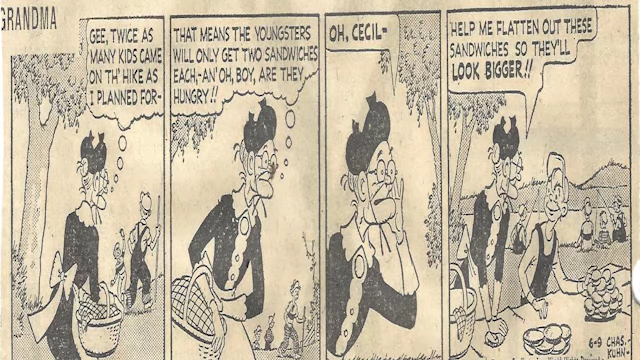 GRANDMA
GEE, TWICE AS
MANY KIDS CAME
ON TH' HIKE AS
I PLANNED FOR-
THAT MEANS THE YOUNGSTERS
WILL ONLY GET TWO SANDWICHES
EACH,-AN' OH, BOY, ARE THEY
HUNGRY!!
OH, CECIL-
HELP ME FLATTEN OUT THESE
SANDWICHES SO THEY'LL
LOOK BIGGER!!
6-9 CHAS.
KUHN-